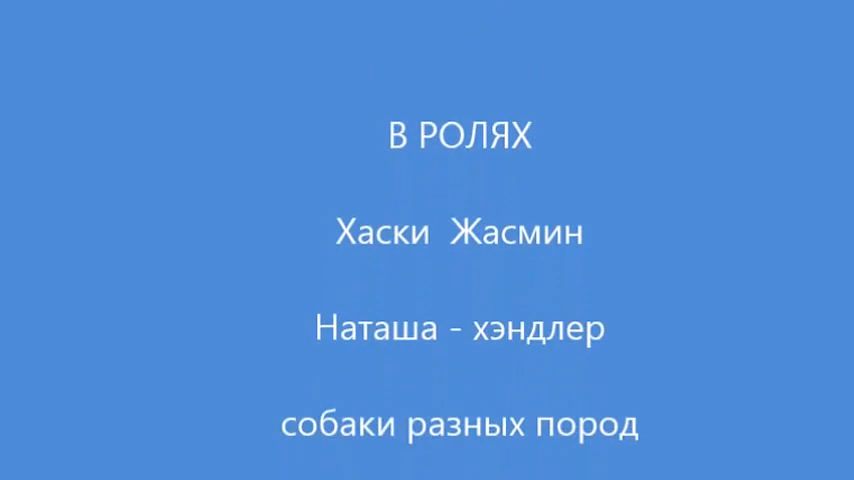 В РОЛЯХ
Хаски Жасмин
Наташа - хэндлер
собаки разных пород